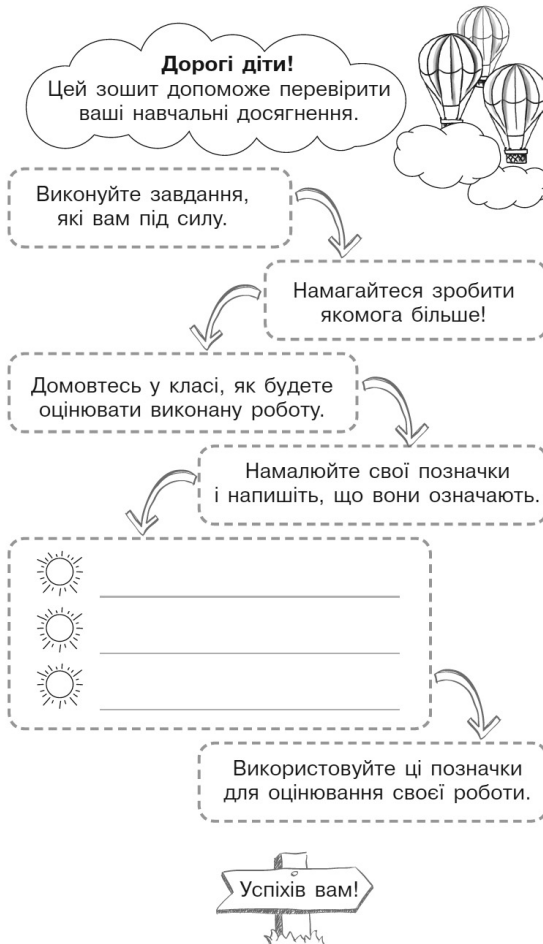 Дорогі діти!
Цей зошит допоможе перевірити
ваші навчальні досягнення.
Виконуйте завдання,
які вам під силу.
Намагайтеся зробити
якомога більше!
Домовтесь у класі, як будете
оцінювати виконану роботу.
Намалюйте свої позначки
і напишіть, що вони означають.
Використовуйте ці позначки
для оцінювання своєї роботи.
Успіхів вам!